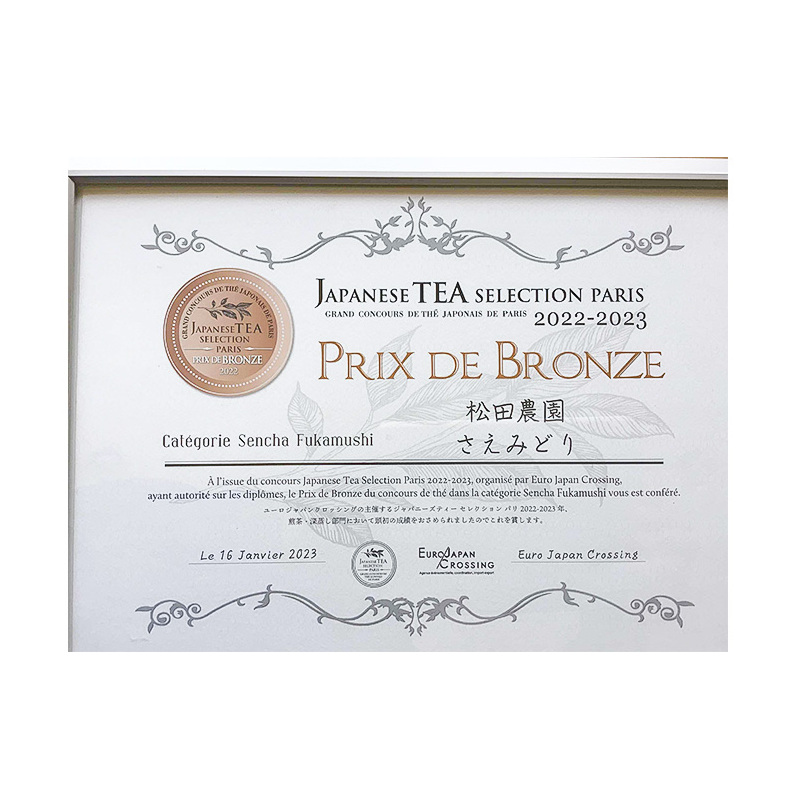 GRAND CONCOURS DE THÉ JAPONAIS DE PARIS
JAPANESE TEA
SELECTION
PARIS
PRIX DE BRONZE
2022
JAPANESE TEA SELECTION PARIS
GRAND CONCOURS DE THÉ JAPONAIS DE PARIS 2022-2023
PRIX DE BRONZE
松田農園
Catégorie Sencha Fukamushi さえみどり
À l'issue du concours Japanese Tea Selection Paris 2022-2023, organisé par Euro Japan Crossing,
ayant autorité sur les diplômes, le Prix de Bronze du concours de thé dans la catégorie Sencha Fukamushi vous est conféré.
ユーロジャパンクロッシングの主催するジャパニーズティー セレクション パリ 2022-2023 年、
煎茶・深蒸し部門において頭初の成績をおさめられましたのでこれを賞します。
Le 16 Janvier 2023
JAPANESE TEA
SELECTION
PARIS
EUROJAPAN
CROSSING
Euro Japan Crossing